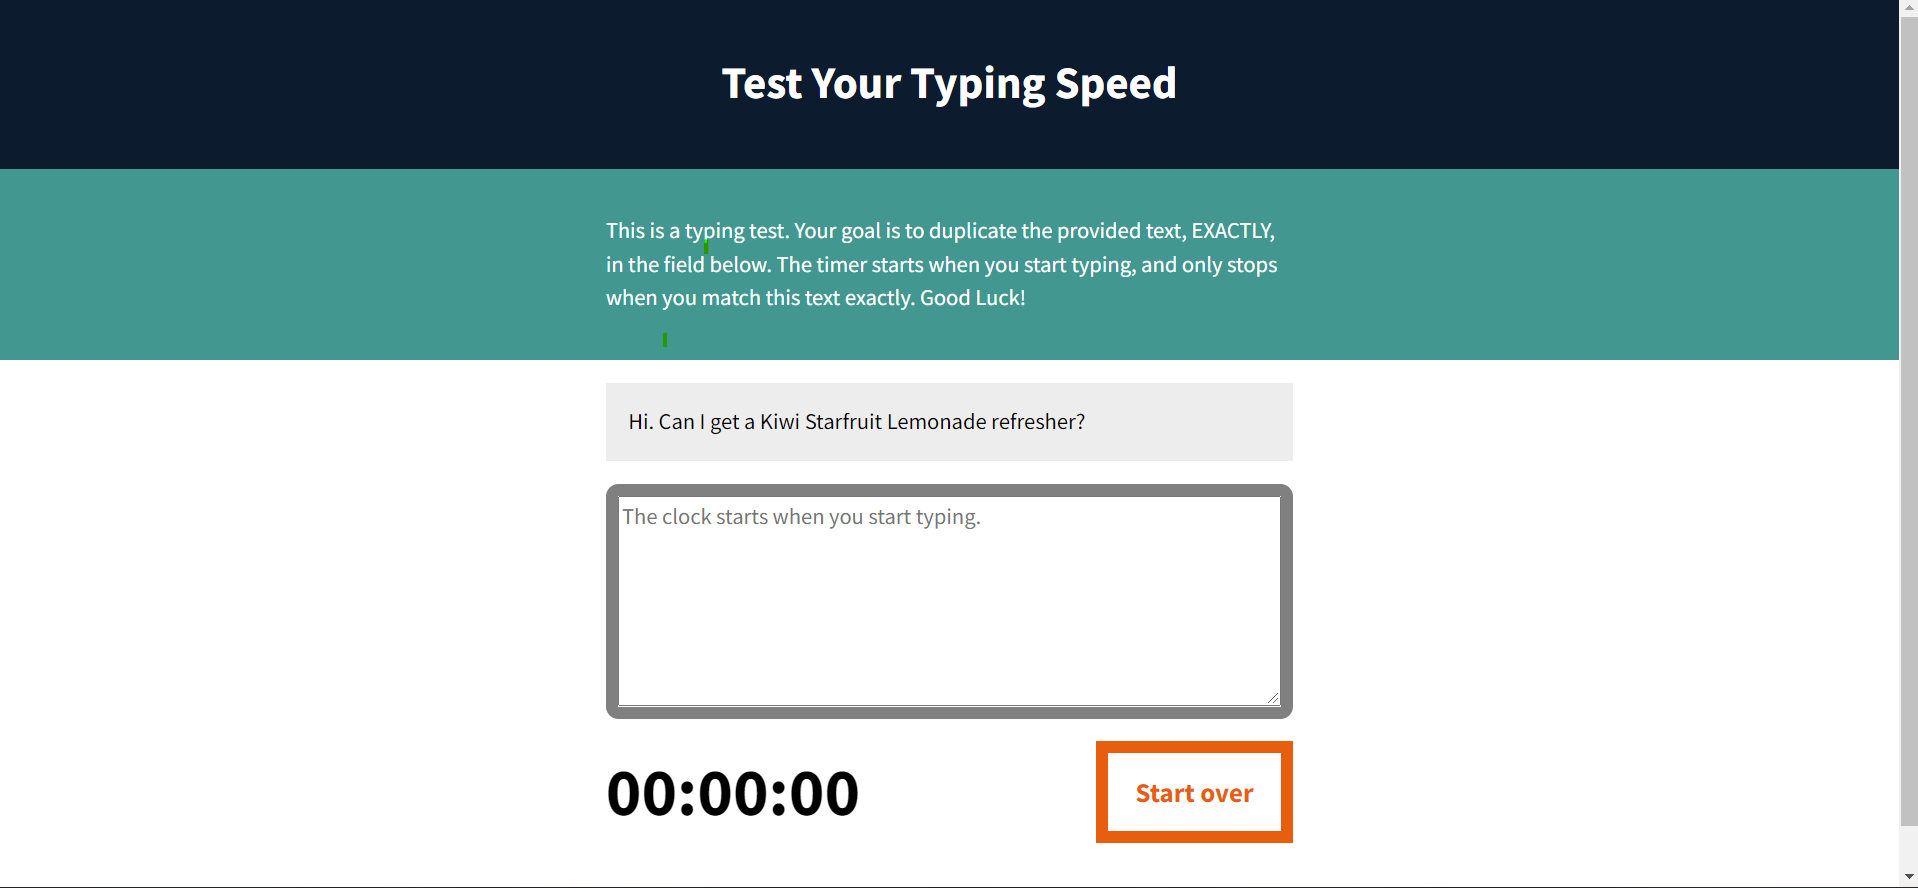 Test Your Typing Speed
This is a typing test. Your goal is to duplicate the provided text, EXACTLY,
in the field below. The timer starts when you start typing, and only stops
when you match this text exactly. Good Luck!
Hi. Can I get a Kiwi Starfruit Lemonade refresher?
The clock starts when you start typing.
00:00:00
Start over